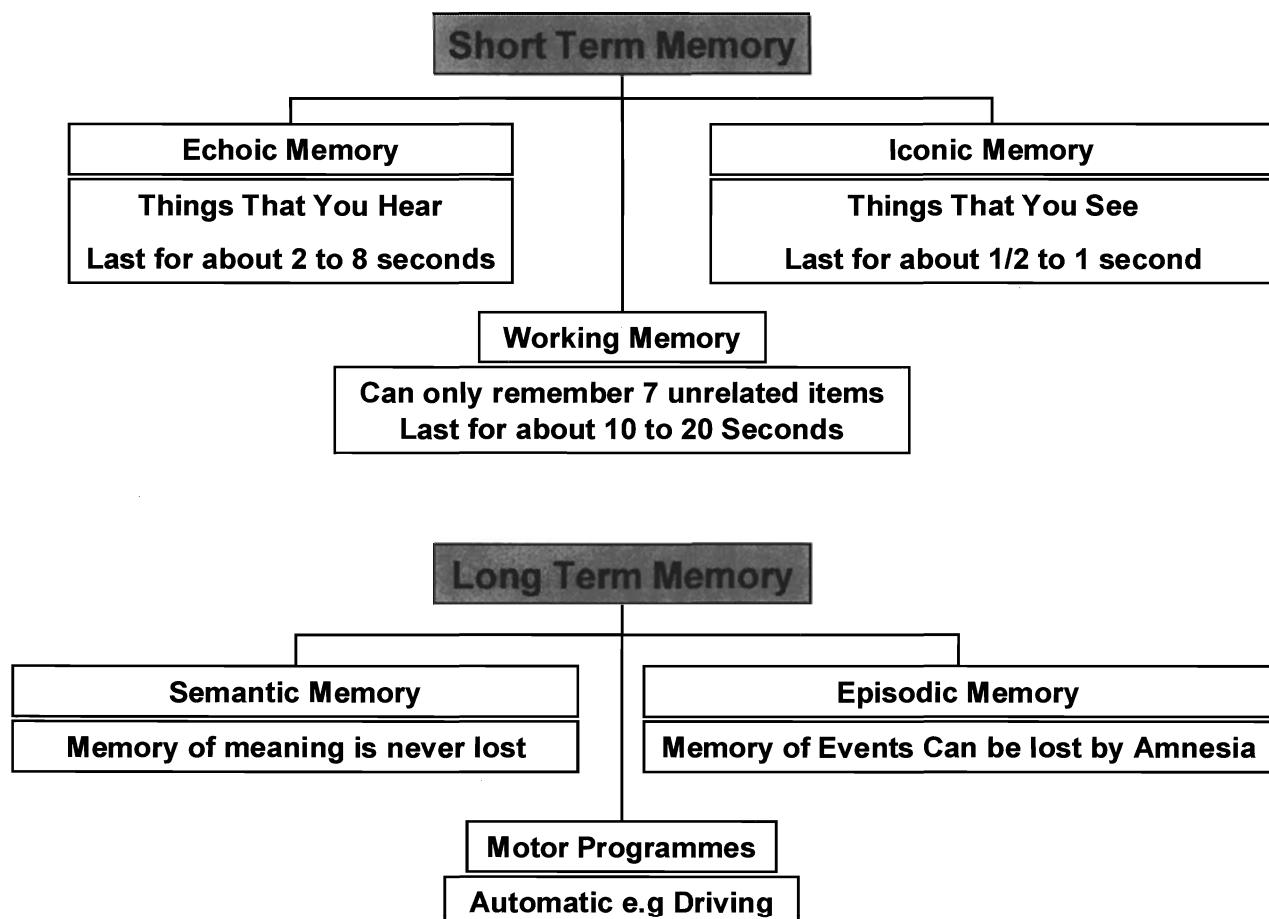 Short Term Memory
Echoic Memory
Things That You Hear
Last for about 2 to 8 seconds
Iconic Memory
Things That You See
Last for about 1/2 to 1 second
Working Memory
Can only remember 7 unrelated items
Last for about 10 to 20 Seconds
Long Term Memory
Semantic Memory
Memory of meaning is never lost
Episodic Memory
Memory of Events Can be lost by Amnesia
Motor Programmes
Automatic e.g Driving